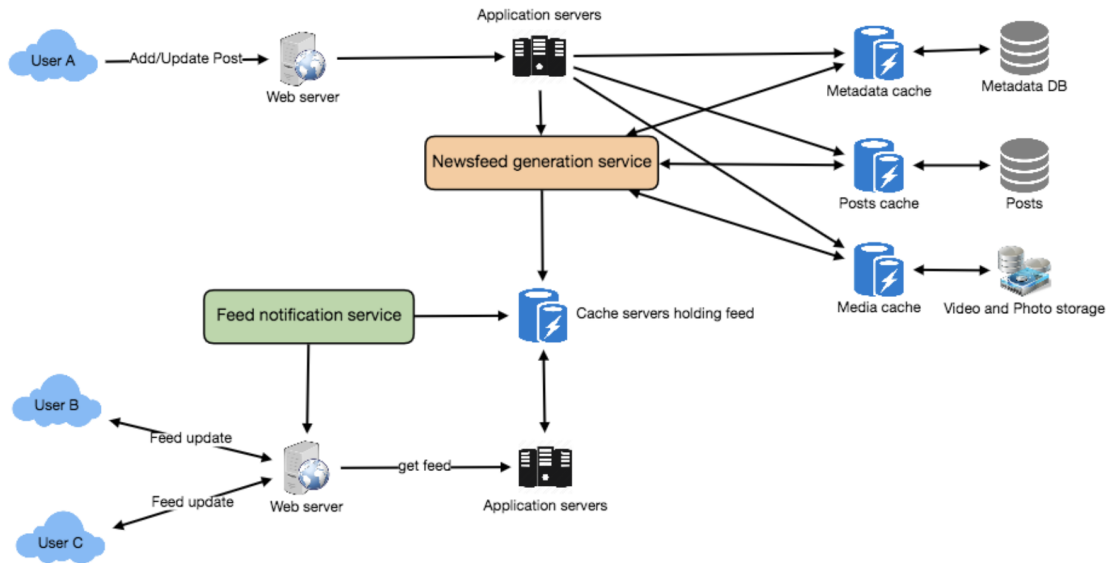 Application servers
User A
Add/Update Post
Web server
Metadata cache
Metadata DB
Newsfeed generation service
Posts cache
Posts
Media cache
Video and Photo storage
Feed notification service
Cache servers holding feed
User B
Feed update
get feed
Feed update
Web server
Application servers
User C